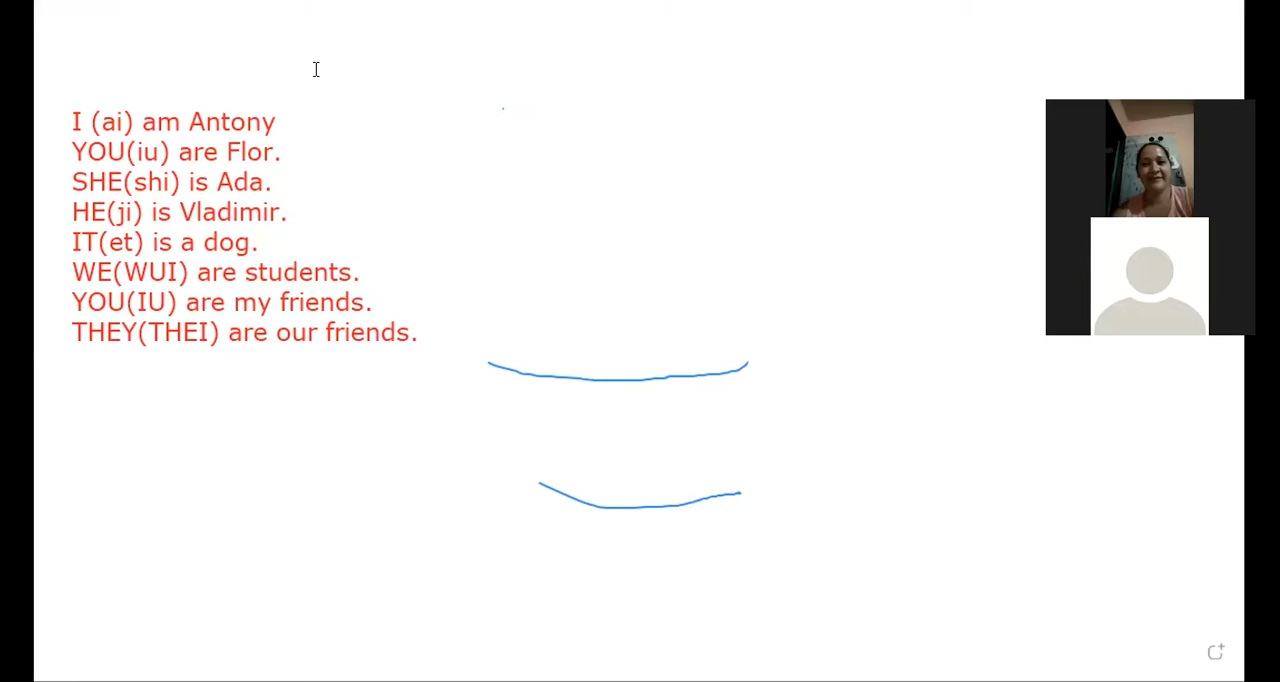 I (ai) am Antony
YOU(iu) are Flor.
SHE(shi) is Ada.
HE(ji) is Vladimir.
IT(et) is a dog.
WE(WUI) are students.
YOU(IU) are my friends.
THEY(THEI) are our friends.